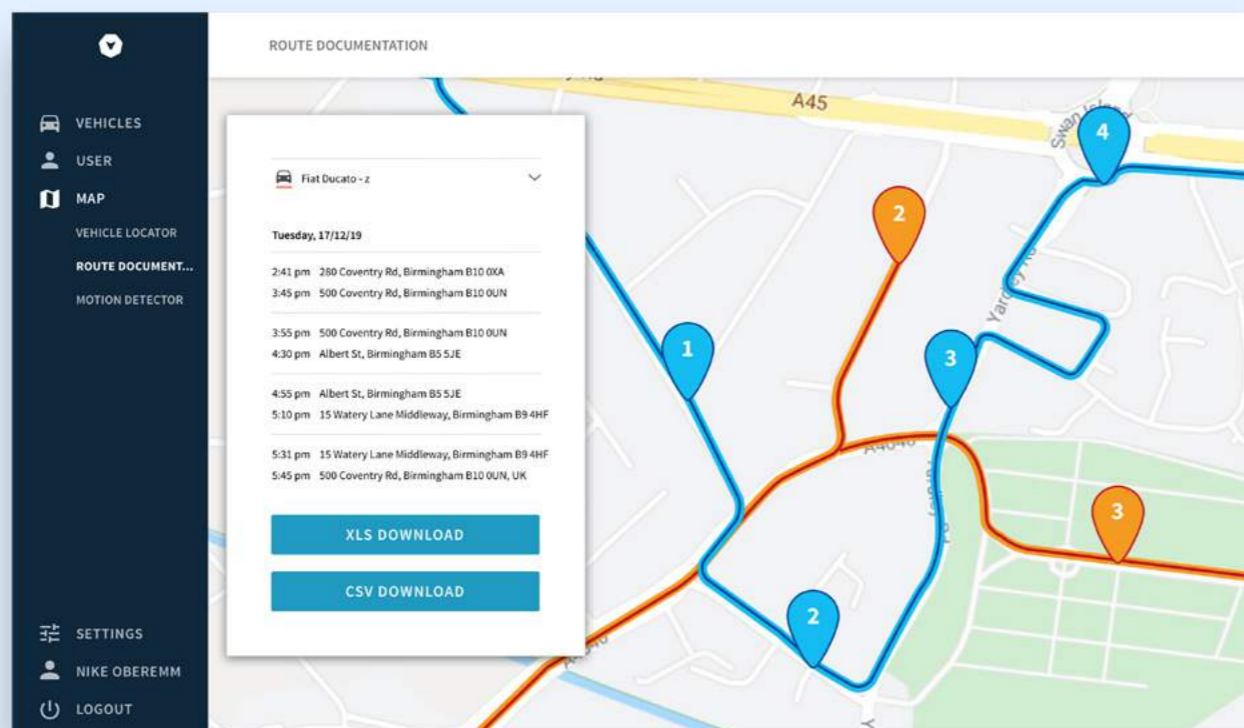 ROUTE DOCUMENTATION
VEHICLES
USER
MAP
VEHICLE LOCATOR
ROUTE DOCUMENT...
MOTION DETECTOR
SETTINGS
NIKE OBEREMM
LOGOUT
Fiat Ducato - z
Tuesday, 17/12/19
2:41 pm 280 Coventry Rd, Birmingham B10 0XA
3:45 pm 500 Coventry Rd, Birmingham B10 0UN
3:55 pm 500 Coventry Rd, Birmingham B10 0UN
4:30 pm Albert St, Birmingham B5 5JE
4:55 pm Albert St, Birmingham B5 5JE
5:10 pm 15 Watery Lane Middleway, Birmingham B9 4HF
5:31 pm 15 Watery Lane Middleway, Birmingham B9 4HF
5:45 pm 500 Coventry Rd, Birmingham B10 0UN, UK
XLS DOWNLOAD
CSV DOWNLOAD
A45
Swan Island
4
2
Yardley Rd
1
3
A4040
3
2